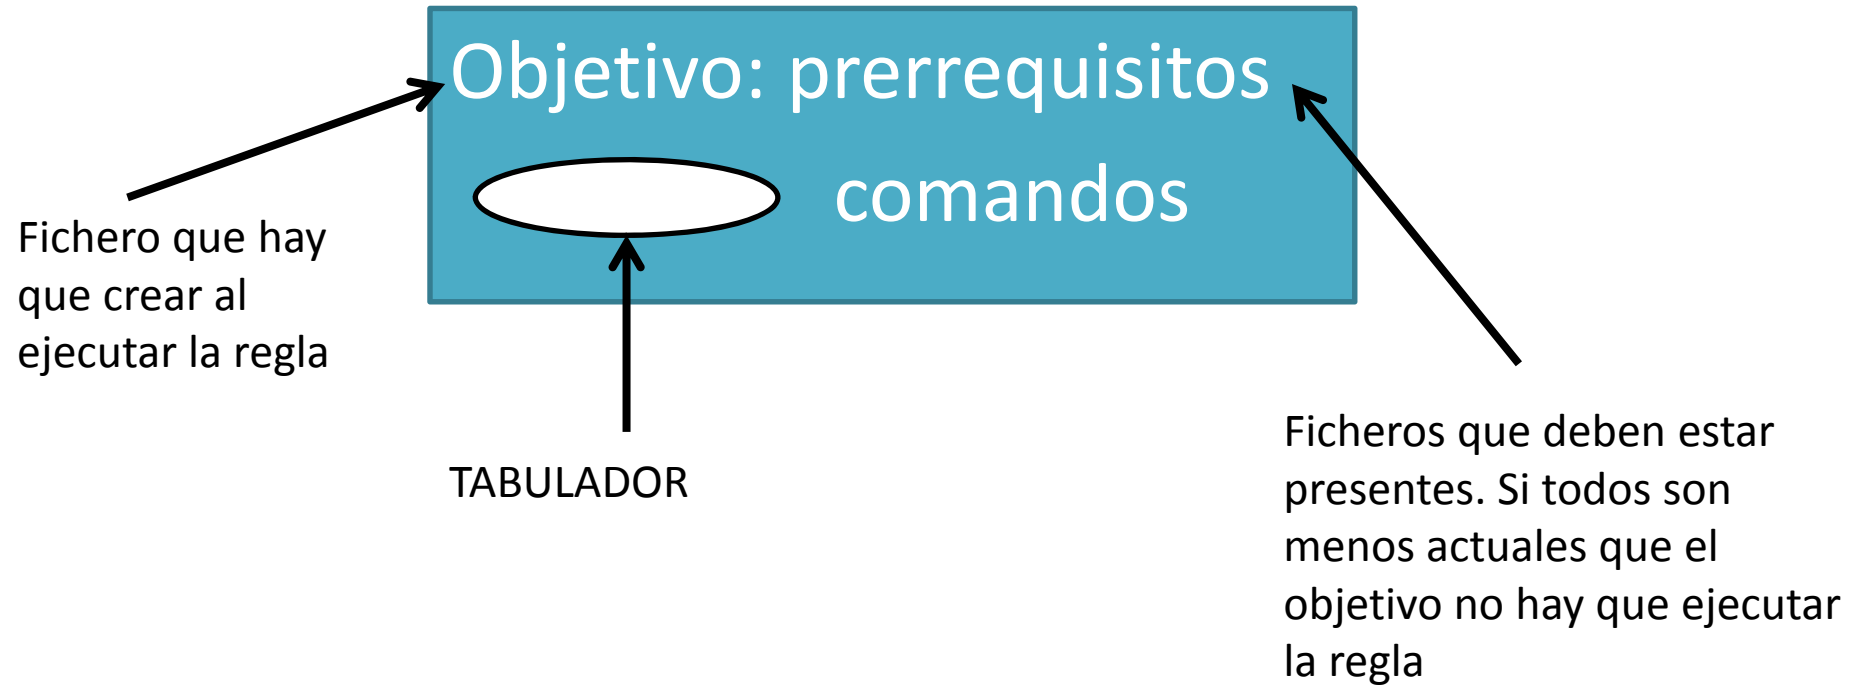 Objetivo: prerrequisitos
comandos
Fichero que hay
que crear al
ejecutar la regla
TABULADOR
Ficheros que deben estar
presentes. Si todos son
menos actuales que el
objetivo no hay que ejecutar
la regla